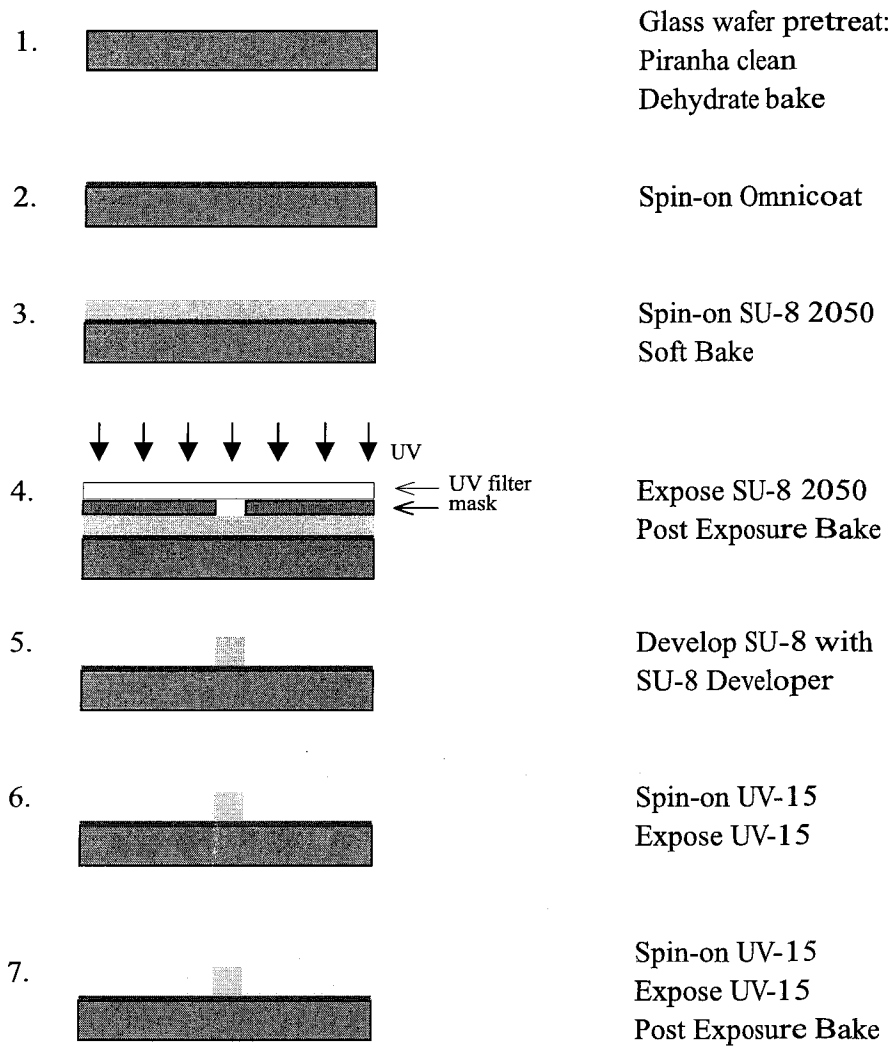 1.
Glass wafer pretreat:
Piranha clean
Dehydrate bake
2.
Spin-on Omnicoat
3.
Spin-on SU-8 2050
Soft Bake
UV
4.
UV filter
mask
Expose SU-8 2050
Post Exposure Bake
5.
Develop SU-8 with
SU-8 Developer
6.
Spin-on UV-15
Expose UV-15
7.
Spin-on UV-15
Expose UV-15
Post Exposure Bake